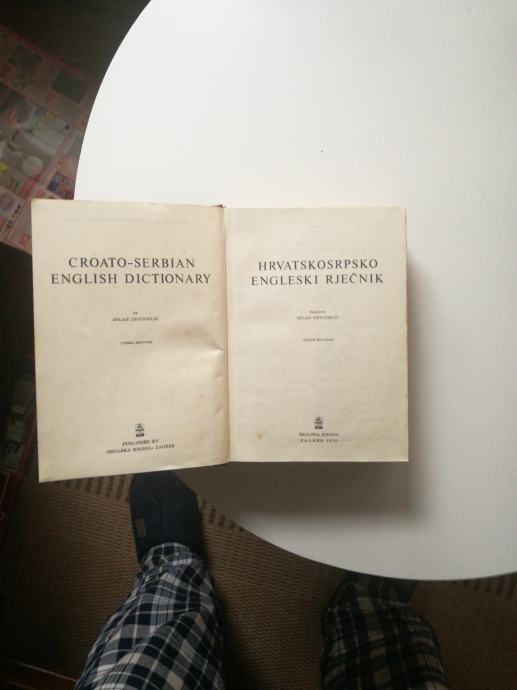 CROATO-SERBIAN
ENGLISH DICTIONARY
by
MILAN DRVODELIĆ
THIRD EDITION
PUBLISHED BY
»ŠKOLSKA KNJIGA« ZAGREB
HRVATSKOSRPSKO
ENGLESKI RJEČNIK
MILAN DRVODELIĆ
ŠKOLSKA KNJIGA
ZAGREB 1970